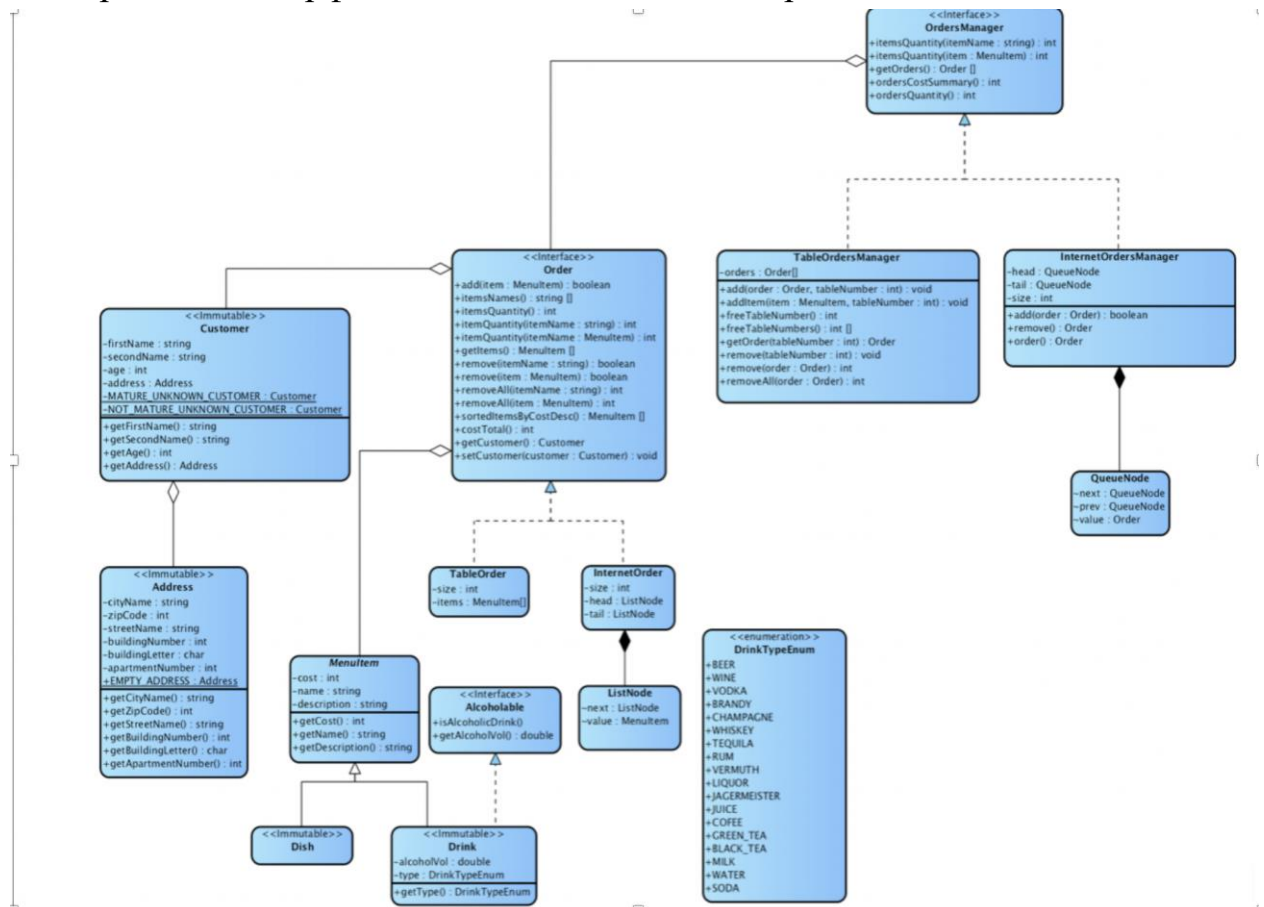 <<Interface>>
OrdersManager
+itemsQuantity(itemName : string) : int
+itemsQuantity(item : MenuItem) : int
+getOrders() : Order []
+ordersCostSummary() : int
+ordersQuantity() : int
<<Interface>>
Order
+add(item : MenuItem) : boolean
+itemsNames() : string []
+itemsQuantity() : int
+itemQuantity(itemName : string) : int
+itemQuantity(itemName : MenuItem) : int
+getItems() : MenuItem []
+remove(itemName : string) : boolean
+remove(item : MenuItem) : boolean
+removeAll(itemName : string) : int
+removeAll(item : MenuItem) : int
+sortedItemsByCostDesc() : MenuItem []
+costTotal() : int
+getCustomer() : Customer
+setCustomer(customer : Customer) : void
TableOrdersManager
-orders : Order[]
+add(order : Order, tableNumber : int) : void
+addItem(item : MenuItem, tableNumber : int) : void
+freeTableNumber() : int
+freeTableNumbers() : int []
+getOrder(tableNumber : int) : Order
+remove(tableNumber : int) : void
+remove(order : Order) : int
+removeAll(order : Order) : int
InternetOrdersManager
-head : QueueNode
-tail : QueueNode
-size : int
+add(order : Order) : boolean
+remove() : Order
+order() : Order
<<Immutable>>
Customer
-firstName : string
-secondName : string
-age : int
-address : Address
-MATURE_UNKNOWN_CUSTOMER : Customer
-NOT_MATURE_UNKNOWN_CUSTOMER : Customer
+getFirstName() : string
+getSecondName() : string
+getAge() : int
+getAddress() : Address
QueueNode
-next : QueueNode
-prev : QueueNode
-value : Order
<<Immutable>>
Address
-cityName : string
-zipCode : int
-streetName : string
-buildingNumber : int
-buildingLetter : char
-apartmentNumber : int
+EMPTY_ADDRESS : Address
+getCityName() : string
+getZipCode() : int
+getStreetName() : string
+getBuildingNumber() : int
+getBuildingLetter() : char
+getApartmentNumber() : int
TableOrder
-size : int
-items : MenuItem[]
InternetOrder
-size : int
-head : ListNode
-tail : ListNode
MenuItem
-cost : int
-name : string
-description : string
+getCost() : int
+getName() : string
+getDescription() : string
<<Interface>>
Alcoholable
+isAlcoholicDrink()
+getAlcoholVol() : double
ListNode
-next : ListNode
-value : MenuItem
<<enumeration>>
DrinkTypeEnum
+BEER
+WINE
+VODKA
+BRANDY
+CHAMPAGNE
+WHISKEY
+TEQUILA
+RUM
+VERMUTH
+LIQUOR
+JAGERMEISTER
+JUICE
+COFEE
+GREEN_TEA
+BLACK_TEA
+MILK
+WATER
+SODA
<<Immutable>>
Dish
<<Immutable>>
Drink
-alcoholVol : double
-type : DrinkTypeEnum
+getType() : DrinkTypeEnum